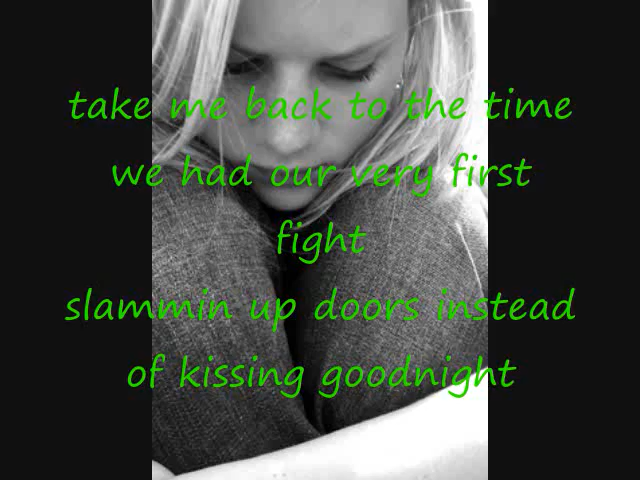 take me back to the time
we had our very first
fight
slammin up doors instead
of kissing goodnight